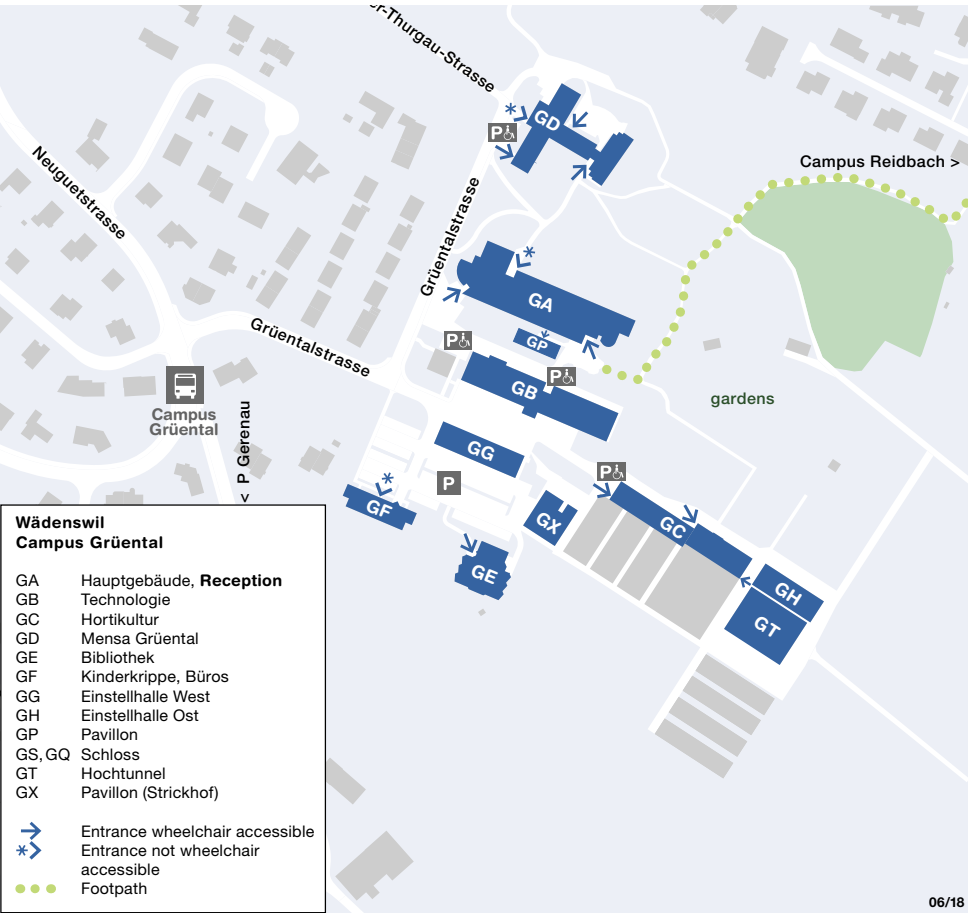 er-Thurgau-Strasse
GD
P
Campus Reidbach >
Neuguetstrasse
Grüentalstrasse
GA
GP
P
Grüentalstrasse
P
GB
gardens
Campus
Grüental
< P Gerenau
GG
P
P
GF
GX
GC
GE
GH
GT
Wädenswil
Campus Grüental
GA Hauptgebäude, Reception
GB Technologie
GC Hortikultur
GD Mensa Grüental
GE Bibliothek
GF Kinderkrippe, Büros
GG Einstellhalle West
GH Einstellhalle Ost
GP Pavillon
GS, GQ Schloss
GT Hochtunnel
GX Pavillon (Strickhof)
Entrance wheelchair accessible
* Entrance not wheelchair
accessible
Footpath
06/18